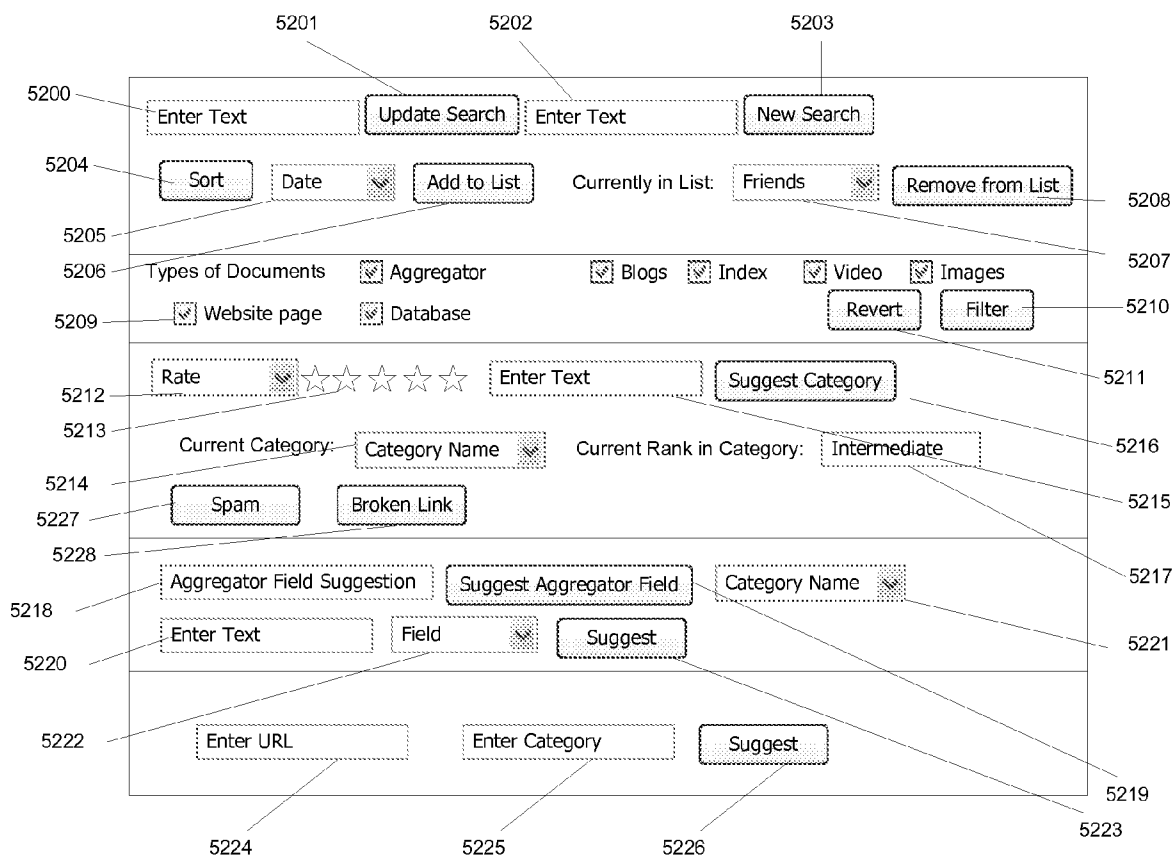 5201 5202 5203
5200
Enter Text Update Search Enter Text New Search
5204
Sort Date Add to List Currently in List: Friends Remove from List
5208
5205
5207
5206
Types of Documents Aggregator Blogs Index Video Images
5210
5209
Website page Database Revert Filter
Rate Enter Text Suggest Category
5211
5212
5213
Current Category: Category Name Current Rank in Category: Intermediate
5216
5214
5215
Spam Broken Link
5227
5228
5217
Aggregator Field Suggestion Suggest Aggregator Field Category Name
5218
Enter Text Field Suggest
5221
5220
5222
Enter URL Enter Category Suggest
5219
5223
5224 5225 5226